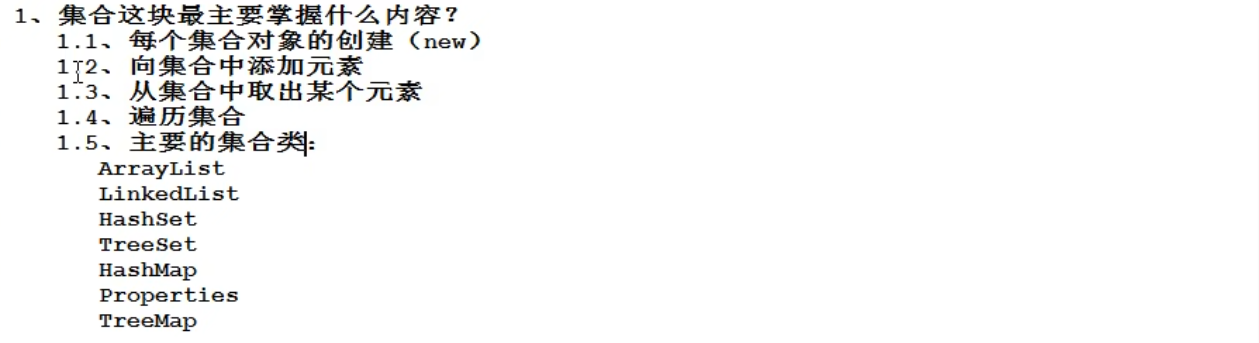 1、集合这块最主要掌握什么内容?
1.1、每个集合对象的创建（new）
1.2、向集合中添加元素
1.3、从集合中取出某个元素
1.4、遍历集合
1.5、主要的集合类:
ArrayList
LinkedList
HashSet
TreeSet
HashMap
Properties
TreeMap